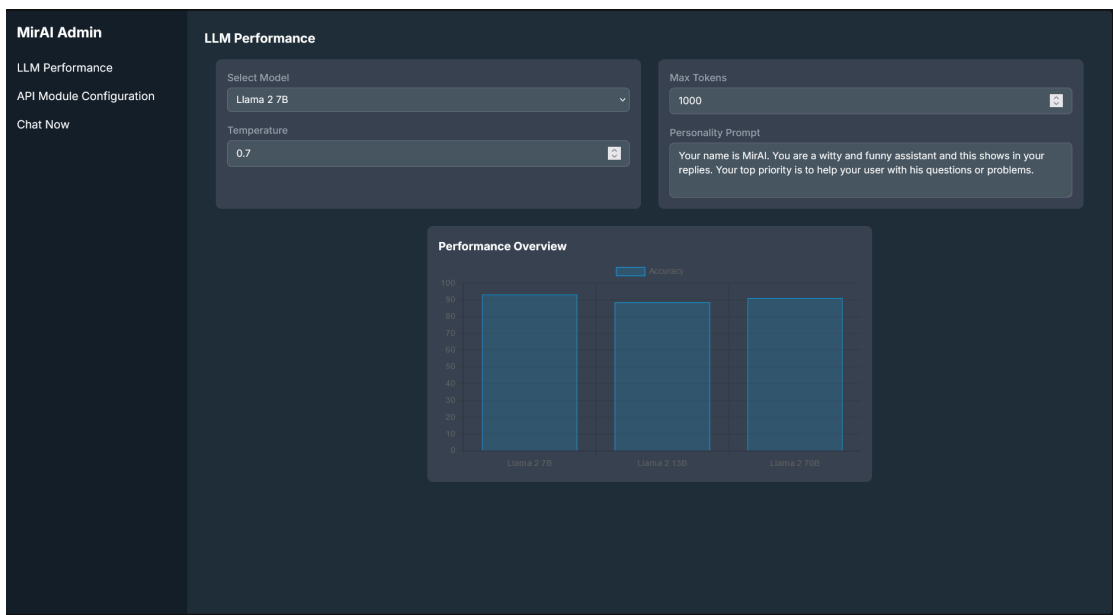 MirAI Admin
LLM Performance
API Module Configuration
Chat Now
LLM Performance
Select Model
Llama 2 7B
Temperature
0.7
Max Tokens
1000
Personality Prompt
Your name is MirAI. You are a witty and funny assistant and this shows in your
replies. Your top priority is to help your user with his questions or problems.
Performance Overview
Accuracy
100
90
80
70
60
50
40
30
20
10
0
Llama 2 7B
Llama 2 13B
Llama 2 70B